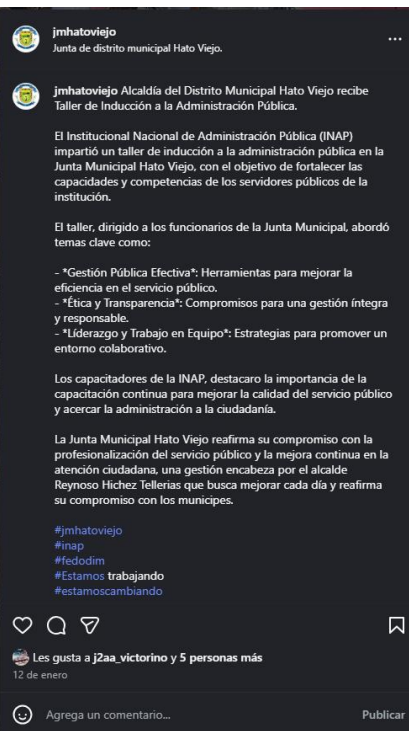 jmhatoviejo
Junta de distrito municipal Hato Viejo.
jmhatoviejo Alcaldía del Distrito Municipal Hato Viejo recibe
Taller de Inducción a la Administración Pública.
El Institucional Nacional de Administración Pública (INAP)
impartió un taller de inducción a la administración pública en la
Junta Municipal Hato Viejo, con el objetivo de fortalecer las
capacidades y competencias de los servidores públicos de la
institución.
El taller, dirigido a los funcionarios de la Junta Municipal, abordó
temas clave como:
- *Gestión Pública Efectiva*: Herramientas para mejorar la
eficiencia en el servicio público.
- *Ética y Transparencia*: Compromisos para una gestión íntegra
y responsable.
- *Líderazgo y Trabajo en Equipo*: Estrategias para promover un
entorno colaborativo.
Los capacitadores de la INAP, destacaro la importancia de la
capacitación continua para mejorar la calidad del servicio público
y acercar la administración a la ciudadanía.
La Junta Municipal Hato Viejo reafirma su compromiso con la
profesionalización del servicio público y la mejora continua en la
atención ciudadana, una gestión encabeza por el alcalde
Reynoso Hichez Tellerias que busca mejorar cada día y reafirma
su compromiso con los municipes.
#jmhatoviejo
#inap
#fedodim
#Estamos trabajando
#estamoscambiando
Les gusta a j2aa_victorino y 5 personas más
12 de enero
Agrega un comentario... Publicar